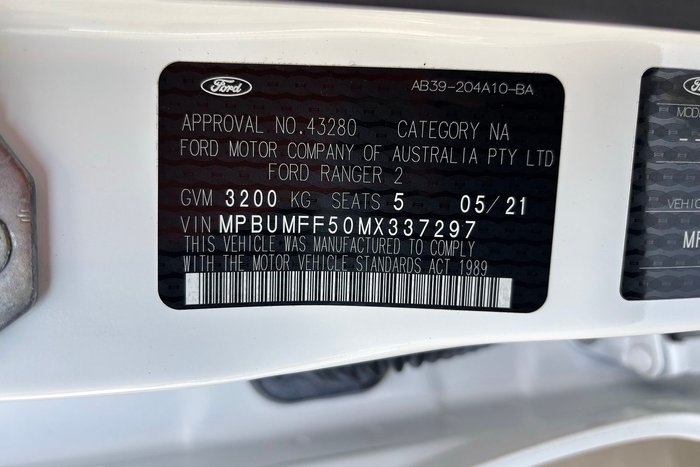 Ford AB39-204A10-BA
APPROVAL NO.43280 CATEGORY NA
FORD MOTOR COMPANY OF AUSTRALIA PTY LTD
FORD RANGER 2
GVM 3200 KG SEATS 5 05/21
VIN MPBUMFF50MX337297
THIS VEHICLE WAS MANUFACTURED TO COMPLY
WITH THE MOTOR VEHICLE STANDARDS ACT 1989
Ford